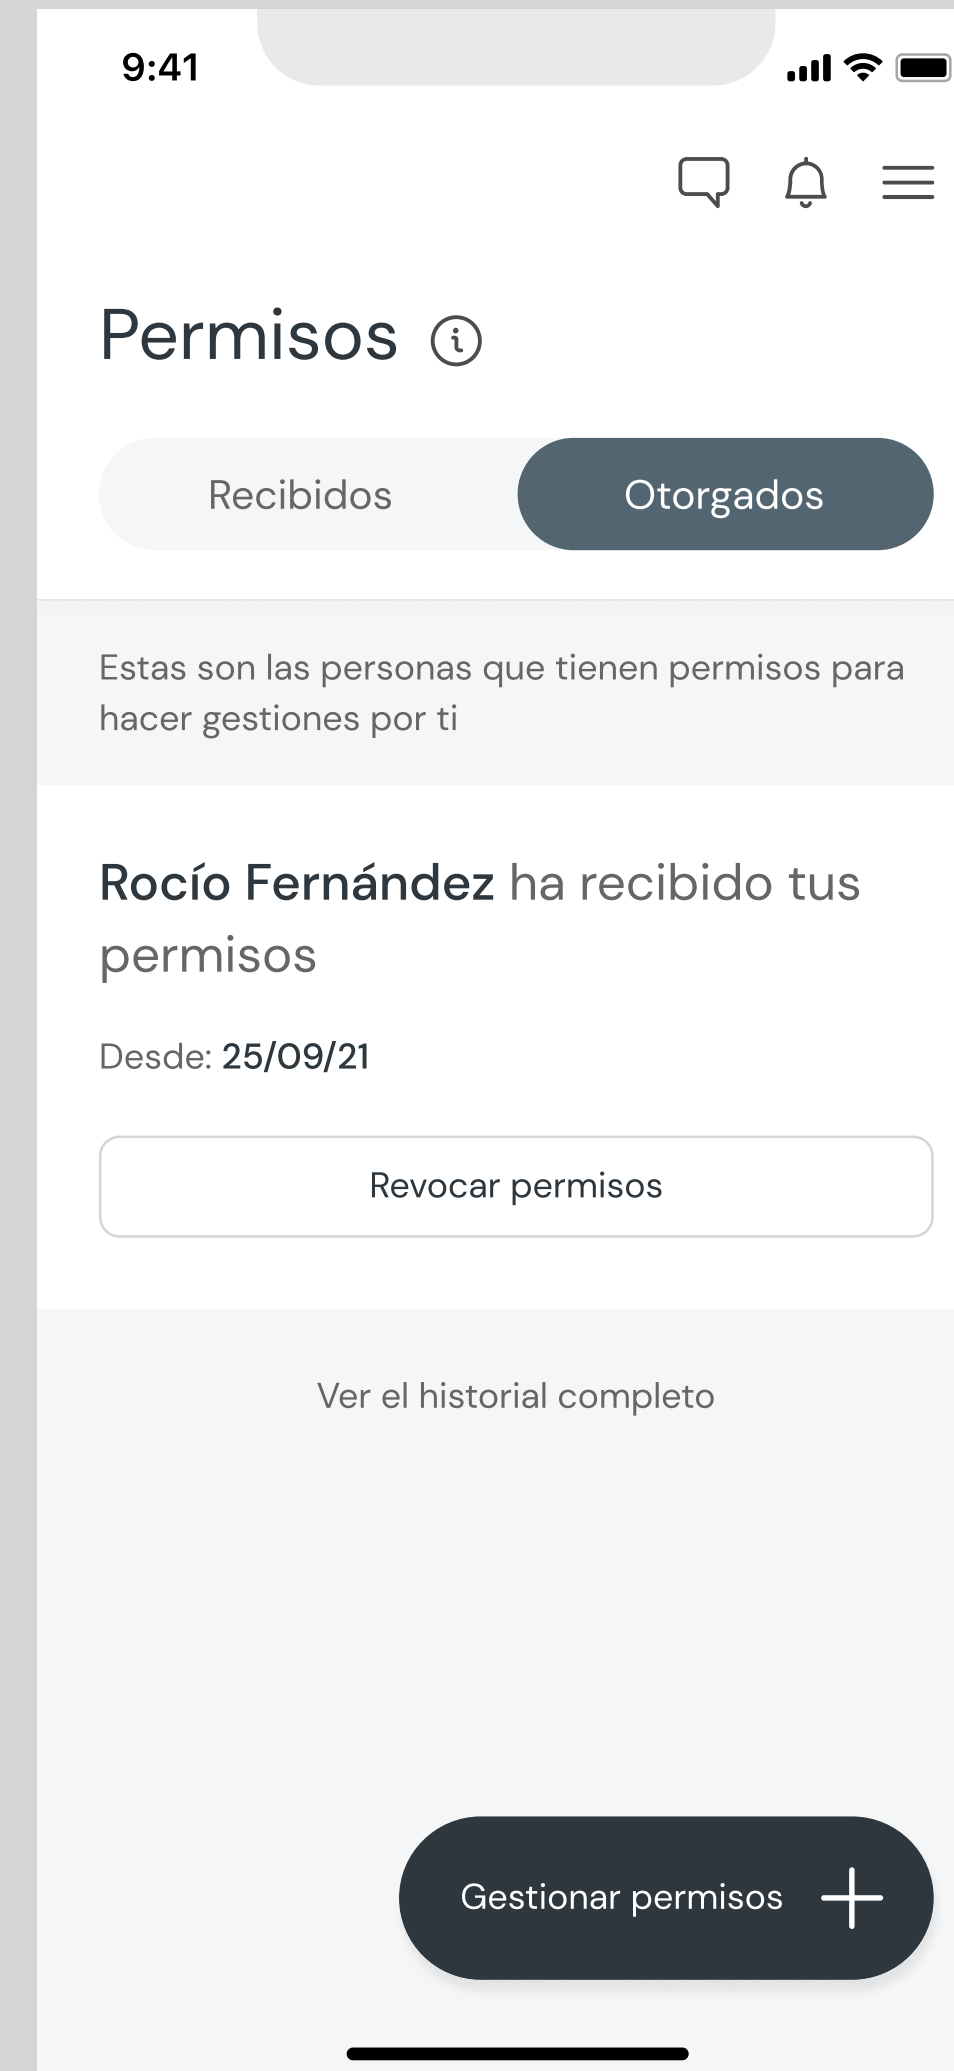 9:41
Permisos
Recibidos
Otorgados
Estas son las personas que tienen permisos para
hacer gestiones por ti
Rocío Fernández ha recibido tus
permisos
Desde: 25/09/21
Revocar permisos
Ver el historial completo
Gestionar permisos